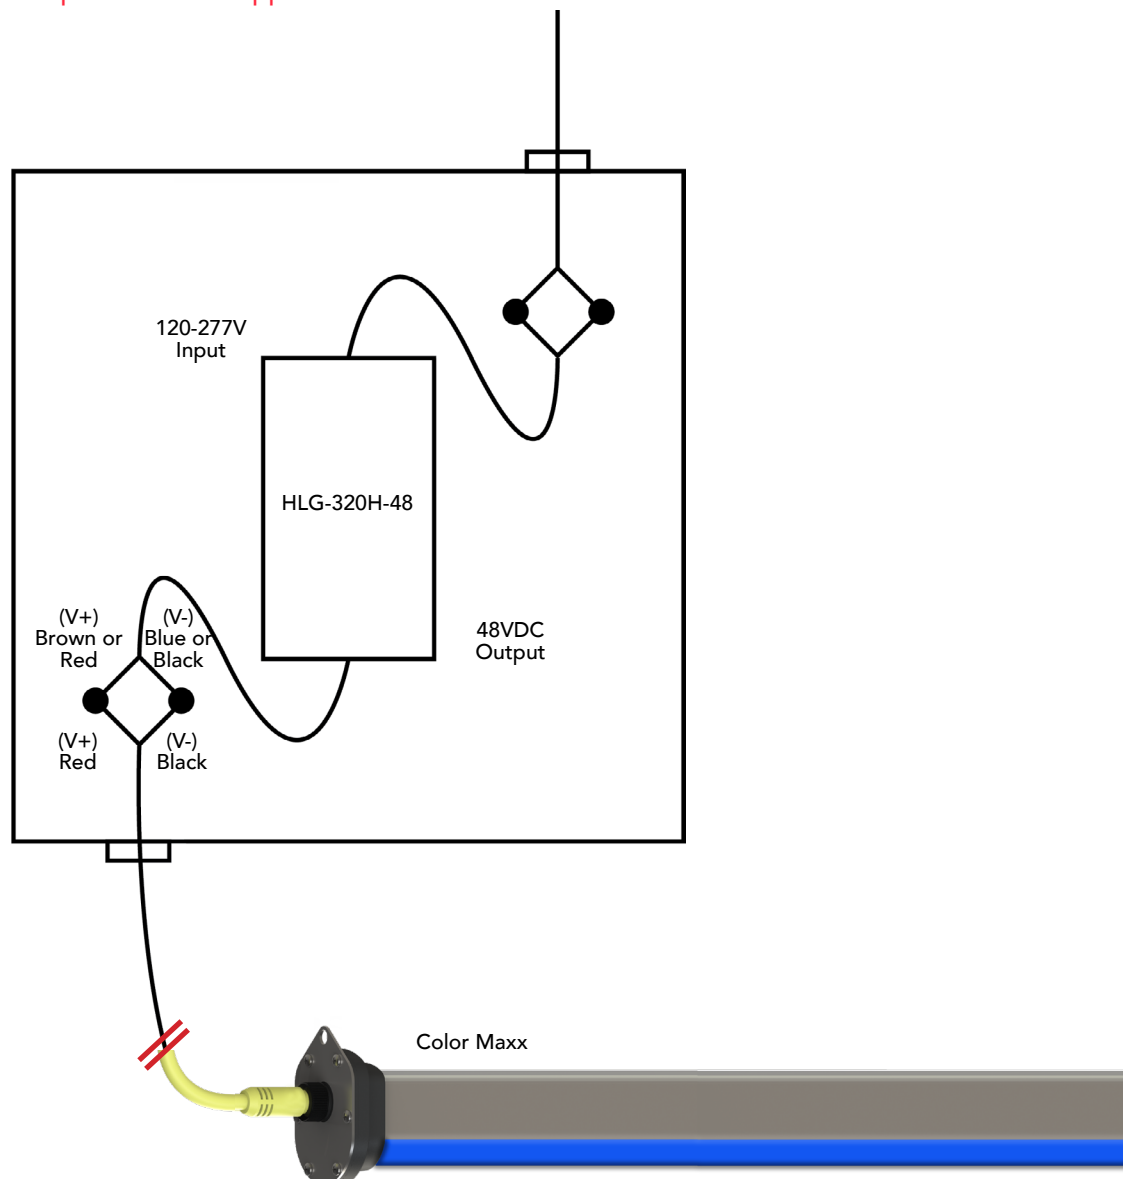 120-277V
Input
HLG-320H-48
(V+)
Brown or
Red
(V-)
Blue or
Black
48VDC
Output
(V+)
Red
(V-)
Black
Color Maxx